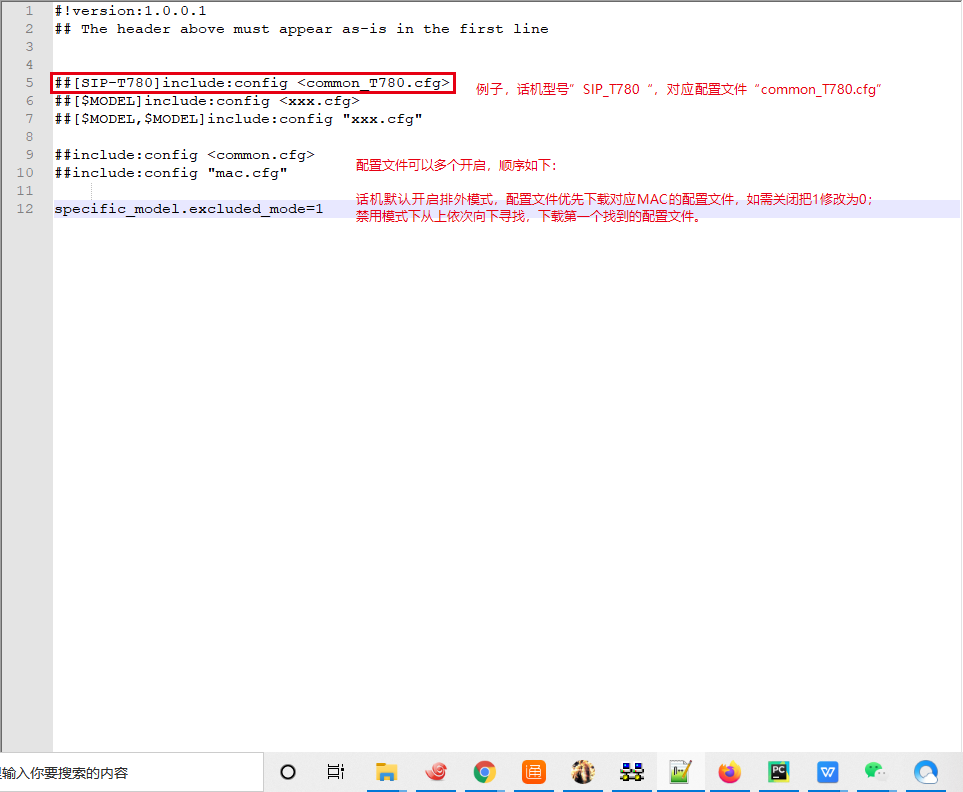 1 #!version:1.0.0.1
2 ## The header above must appear as-is in the first line
3
4
5 ##[SIP-T780]include:config <common_T780.cfg>
例子，话机型号”SIP_T780 “，对应配置文件“common_T780.cfg”
6 ##[$MODEL]include:config <xxx.cfg>
7 ##[$MODEL,$MODEL]include:config "xxx.cfg"
8
9 ##include:config <common.cfg>
配置文件可以多个开启，顺序如下：
10 ##include:config "mac.cfg"
11
话机默认开启排外模式，配置文件优先下载对应MAC的配置文件，如需关闭把1修改为0；
12 specific_model.excluded_mode=1
禁用模式下从上依次向下寻找，下载第一个找到的配置文件。
输入你要搜索的内容
PC
W